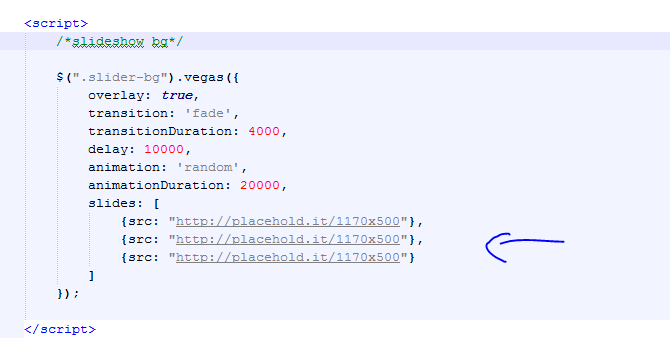 <script>
/*slideshow bg*/
$(".slider-bg").vegas({
overlay: true,
transition: 'fade',
transitionDuration: 4000,
delay: 10000,
animation: 'random',
animationDuration: 20000,
slides: [
{src: "http://placehold.it/1170x500"},
{src: "http://placehold.it/1170x500"},
{src: "http://placehold.it/1170x500"}
]
});
</script>